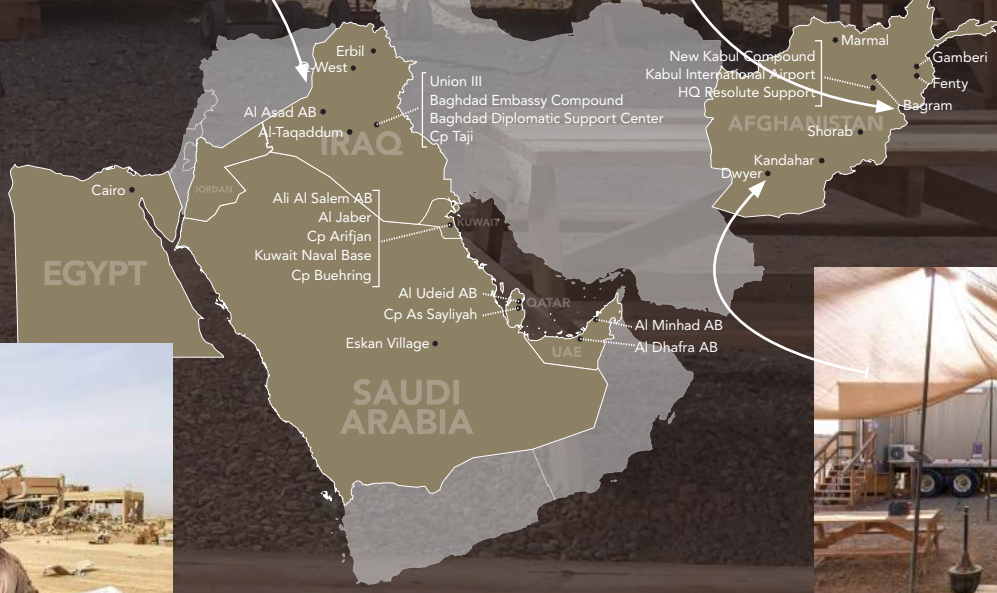 Erbil
Q-West
Al Asad AB
Al-Taqaddum
IRAQ
Union III
Baghdad Embassy Compound
Baghdad Diplomatic Support Center
Cp Taji
Marmal
New Kabul Compound
Kabul International Airport
HQ Resolute Support
Gamberi
Fenty
Bagram
AFGHANISTAN
Shorab
Kandahar
Dwyer
Cairo
EGYPT
JORDAN
Ali Al Salem AB
Al Jaber
Cp Arifjan
Kuwait Naval Base
Cp Buehring
KUWAIT
Al Udeid AB
Cp As Sayliyah
QATAR
Al Minhad AB
Al Dhafra AB
UAE
Eskan Village
SAUDI
ARABIA